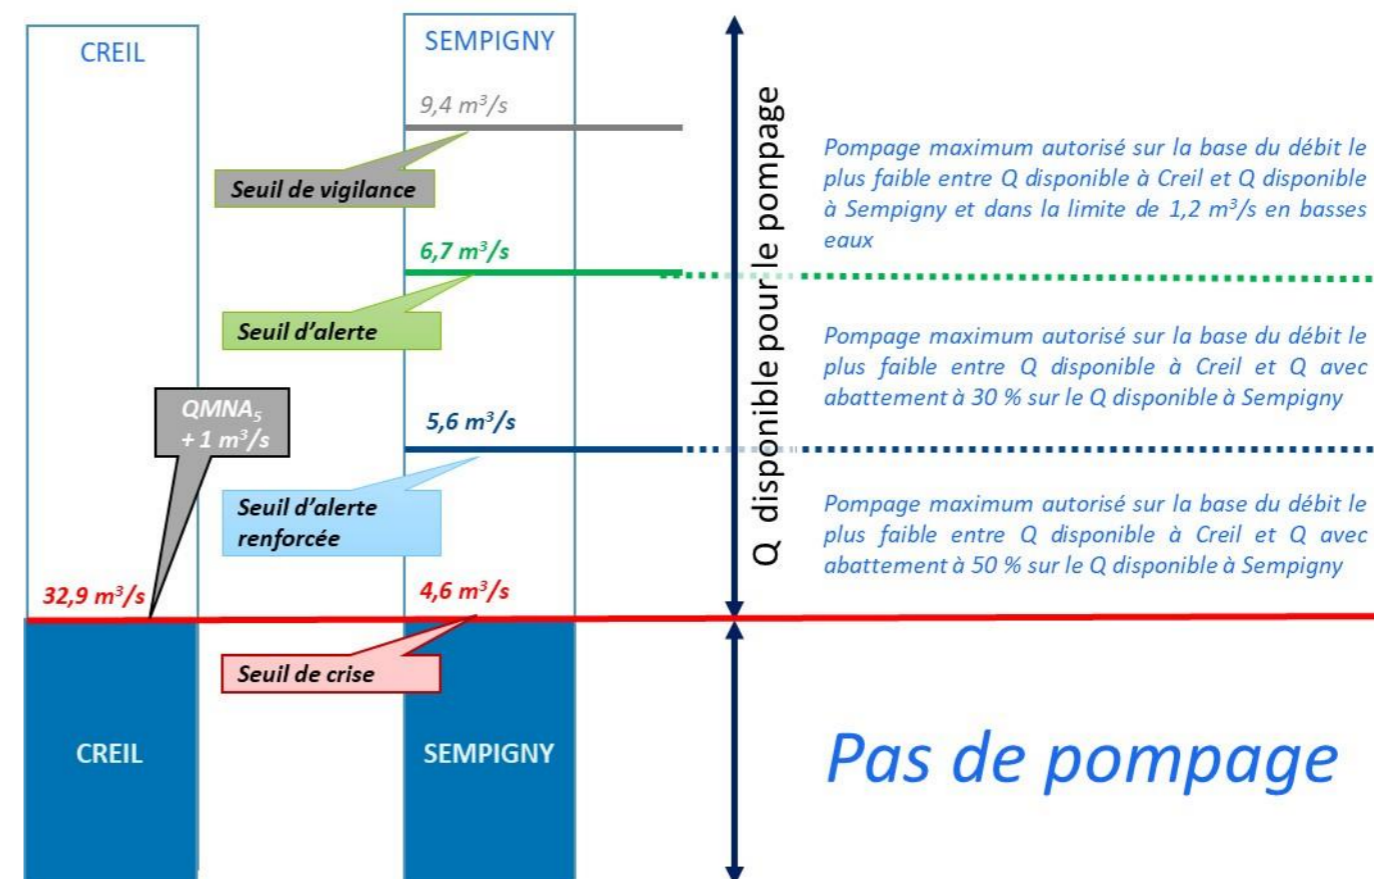 CREIL
SEMPIGNY
9,4 m³/s
Seuil de vigilance
6,7 m³/s
Seuil d’alerte
QMNA₅
+ 1 m³/s
5,6 m³/s
Seuil d’alerte
renforcée
32,9 m³/s
4,6 m³/s
Seuil de crise
CREIL
SEMPIGNY
Q disponible pour le pompage
Pompage maximum autorisé sur la base du débit le
plus faible entre Q disponible à Creil et Q disponible
à Sempigny et dans la limite de 1,2 m³/s en basses
eaux
Pompage maximum autorisé sur la base du débit le
plus faible entre Q disponible à Creil et Q avec
abattement à 30 % sur le Q disponible à Sempigny
Pompage maximum autorisé sur la base du débit le
plus faible entre Q disponible à Creil et Q avec
abattement à 50 % sur le Q disponible à Sempigny
Pas de pompage